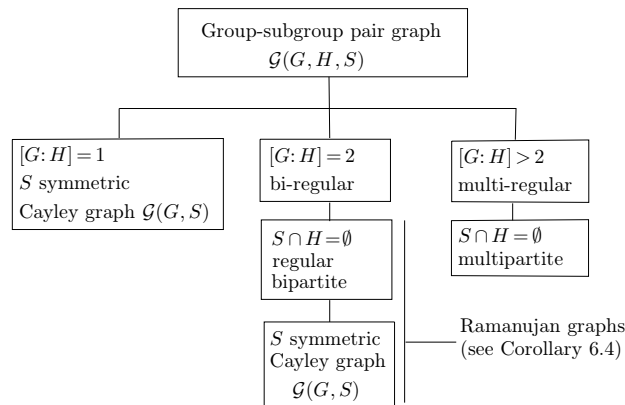 Group-subgroup pair graph
𝒢(G, H, S)
[G: H] = 1
S symmetric
Cayley graph 𝒢(G, S)
[G: H] = 2
bi-regular
[G: H] > 2
multi-regular
S ∩ H = ∅
regular
bipartite
S ∩ H = ∅
multipartite
S symmetric
Cayley graph
𝒢(G, S)
Ramanujan graphs
(see Corollary 6.4)